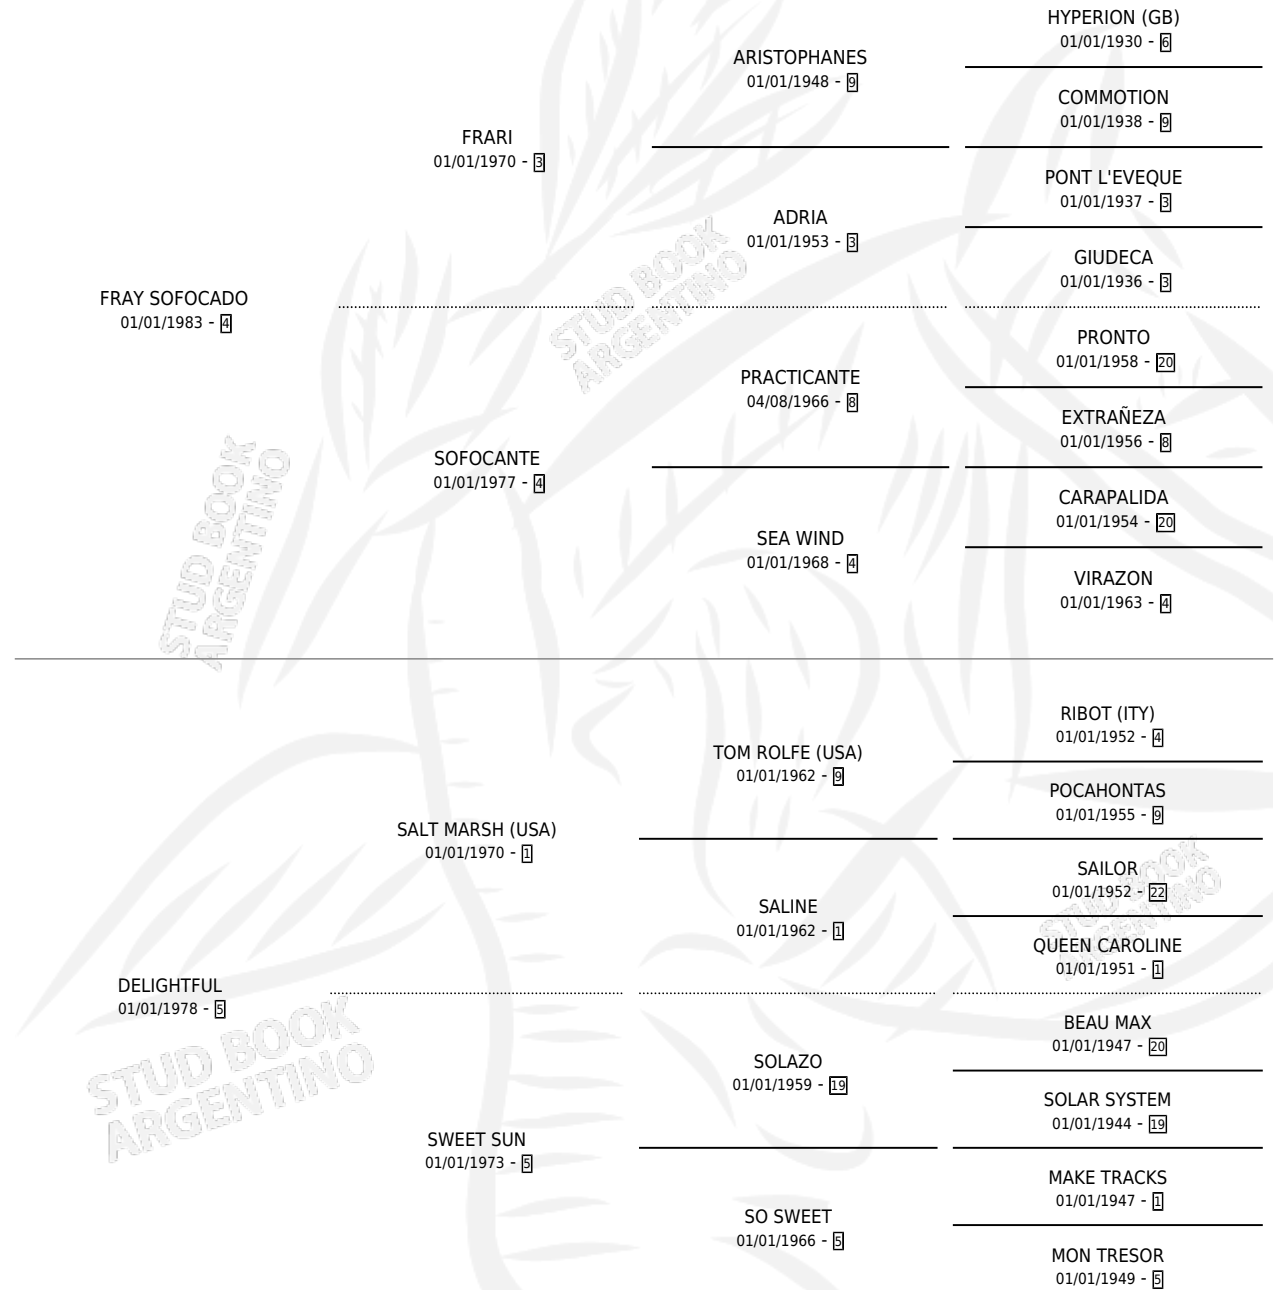 HYPERION (GB)
01/01/1930 - 6
ARISTOPHANES
01/01/1948 - 9
COMMOTION
01/01/1938 - 9
FRARI
01/01/1970 - 3
PONT L'EVEQUE
01/01/1937 - 3
ADRIA
01/01/1953 - 3
GIUDECA
01/01/1936 - 3
FRAY SOFOCADO
01/01/1983 - 4
PRONTO
01/01/1958 - 20
PRACTICANTE
04/08/1966 - 8
EXTRAÑEZA
01/01/1956 - 8
SOFOCANTE
01/01/1977 - 4
CARAPALIDA
01/01/1954 - 20
SEA WIND
01/01/1968 - 4
VIRAZON
01/01/1963 - 4
STUD BOOK
ARGENTINO
STUD BOOK
ARGENTINO
RIBOT (ITY)
01/01/1952 - 4
TOM ROLFE (USA)
01/01/1962 - 9
POCAHONTAS
01/01/1955 - 9
SALT MARSH (USA)
01/01/1970 - 1
SAILOR
01/01/1952 - 22
SALINE
01/01/1962 - 1
QUEEN CAROLINE
01/01/1951 - 1
DELIGHTFUL
01/01/1978 - 5
BEAU MAX
01/01/1947 - 20
SOLAZO
01/01/1959 - 19
SOLAR SYSTEM
01/01/1944 - 19
SWEET SUN
01/01/1973 - 5
MAKE TRACKS
01/01/1947 - 1
SO SWEET
01/01/1966 - 5
MON TRESOR
01/01/1949 - 5
STUD BOOK
ARGENTINO
STUD BOOK
ARGENTINO